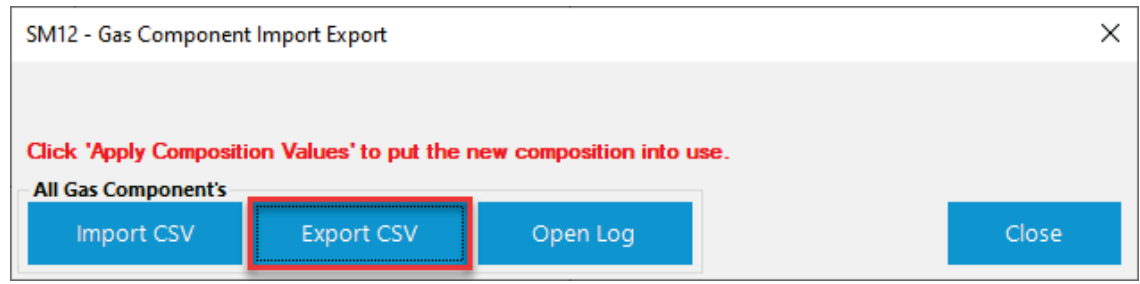 SM12 - Gas Component Import Export
Click 'Apply Composition Values' to put the new composition into use.
All Gas Component's
Import CSV Export CSV Open Log Close